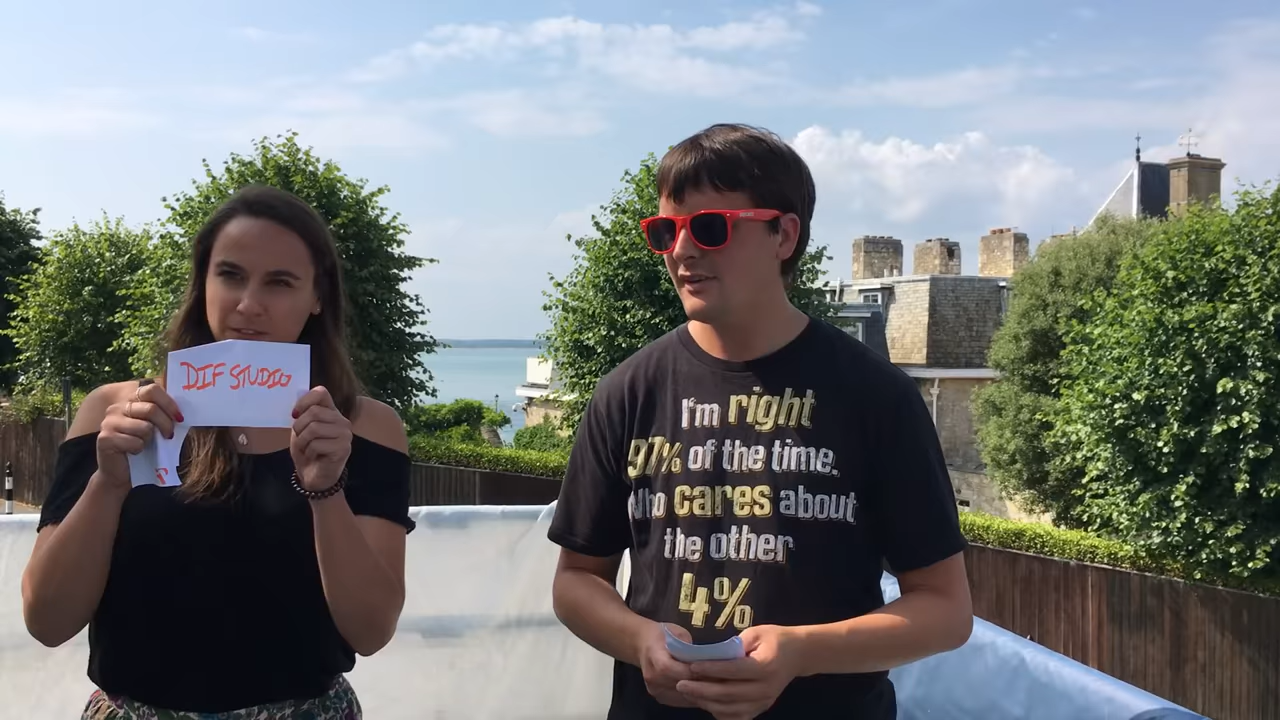 DIF STUDIO
I'm right
97% of the time.
Who cares about
the other
4%